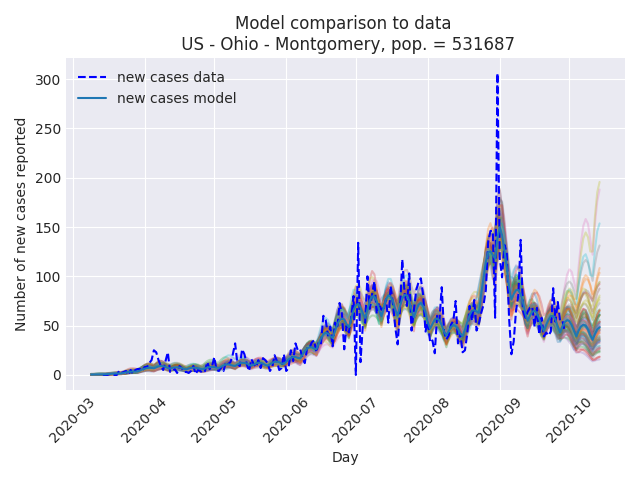 Model comparison to data
US - Ohio - Montgomery, pop. = 531687
new cases data
new cases model
Number of new cases reported
300
250
200
150
100
50
0
2020-03
2020-04
2020-05
2020-06
2020-07
2020-08
2020-09
2020-10
Day